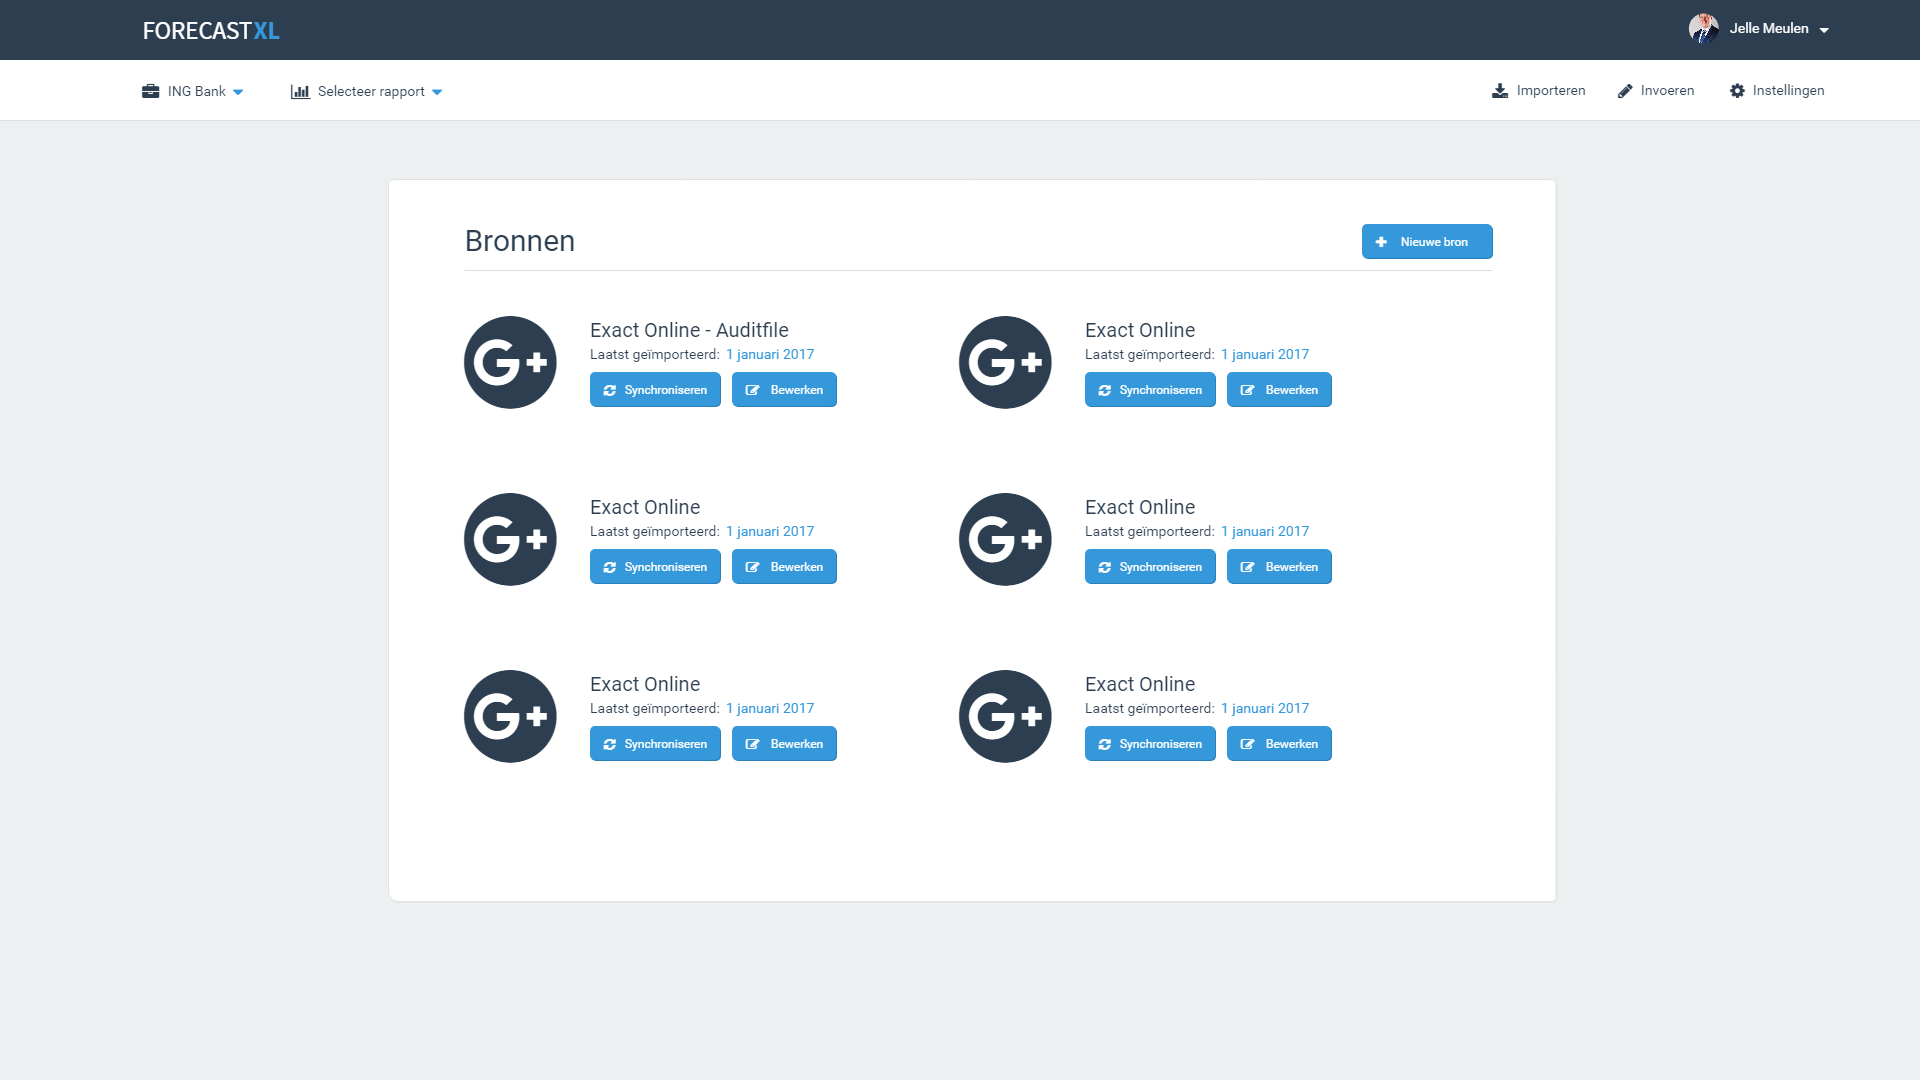 FORECASTXL
Jelle Meulen
ING Bank
Selecteer rapport
Importeren
Invoeren
Instellingen
Bronnen
Nieuwe bron
Exact Online - Auditfile
Laatst geïmporteerd: 1 januari 2017
Synchroniseren
Bewerken
Exact Online
Laatst geïmporteerd: 1 januari 2017
Synchroniseren
Bewerken
Exact Online
Laatst geïmporteerd: 1 januari 2017
Synchroniseren
Bewerken
Exact Online
Laatst geïmporteerd: 1 januari 2017
Synchroniseren
Bewerken
Exact Online
Laatst geïmporteerd: 1 januari 2017
Synchroniseren
Bewerken
Exact Online
Laatst geïmporteerd: 1 januari 2017
Synchroniseren
Bewerken